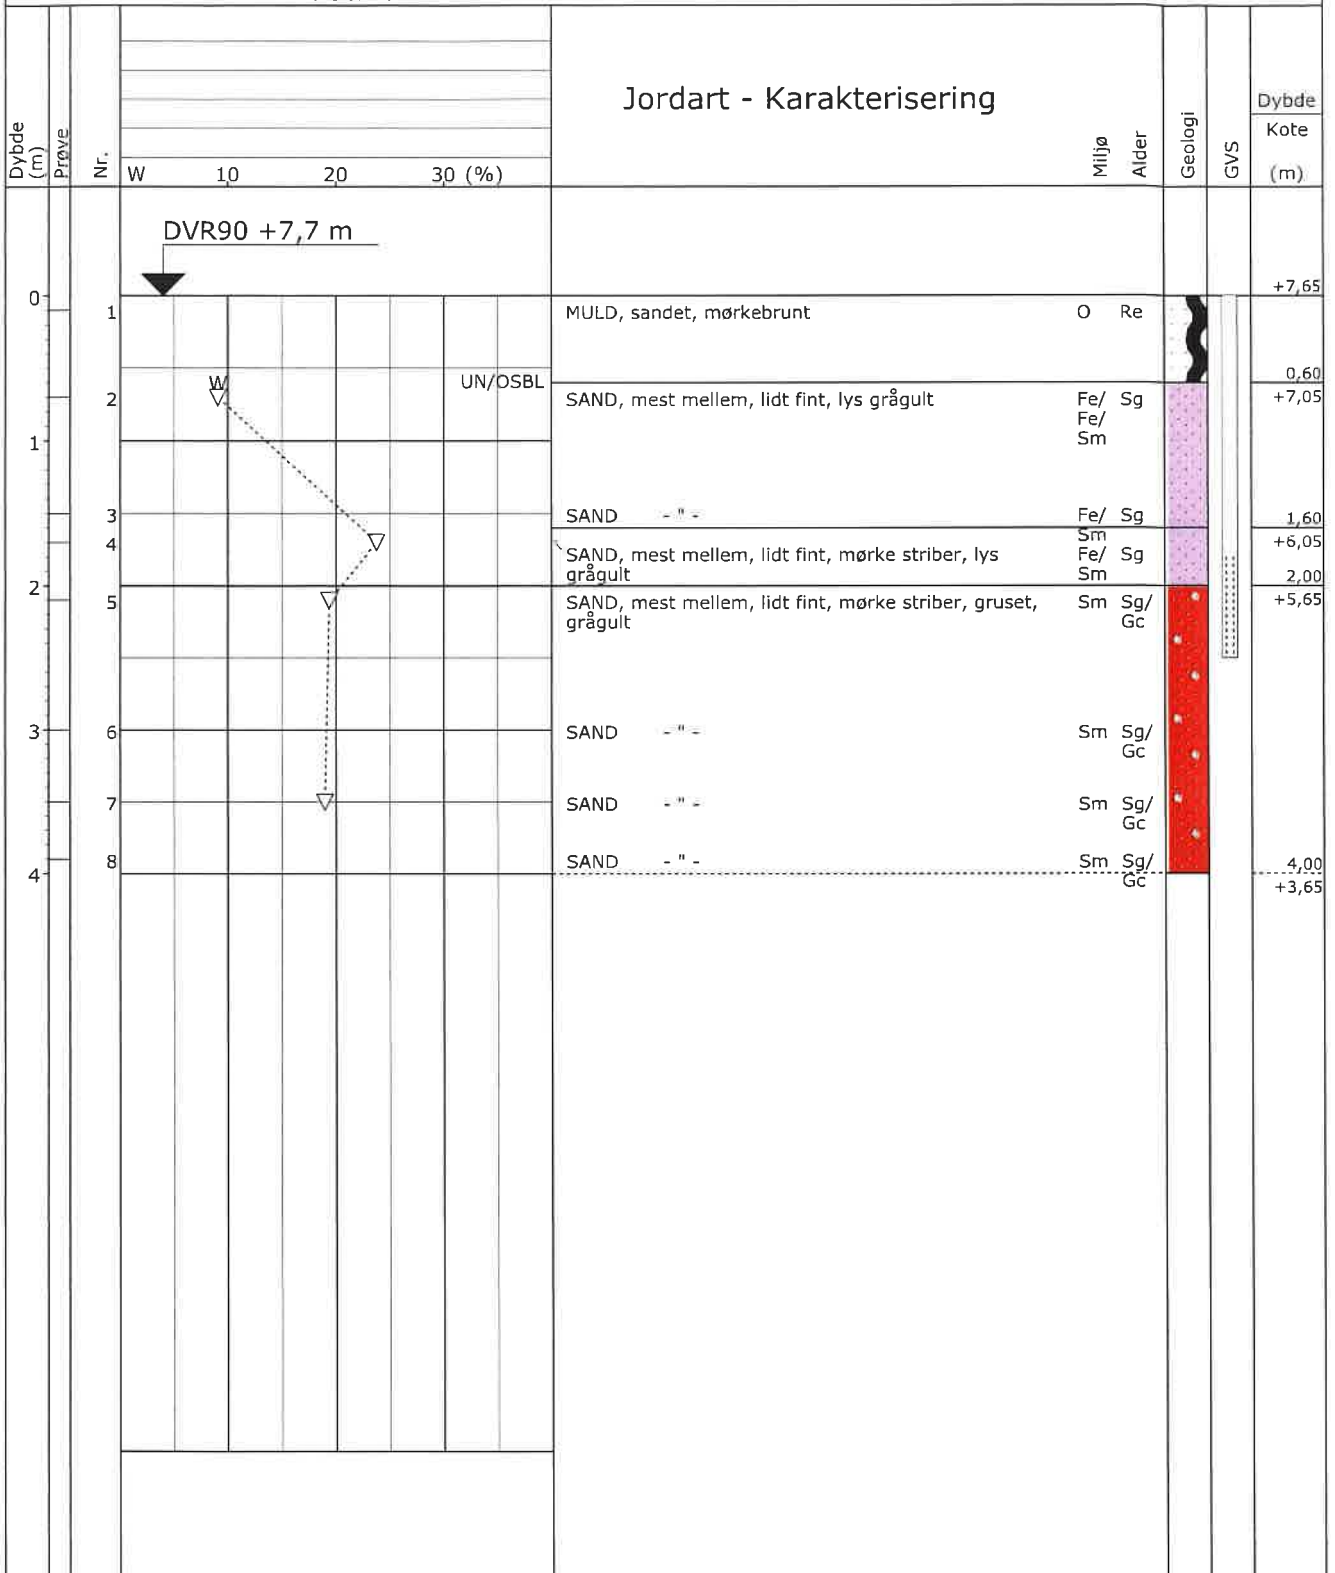 Jordart - Karakterisering
Dybde (m)
Prøve
Nr.
W 10 20 30 (%)
Miljø
Alder
Geologi
GVS
Dybde
Kote
(m)
DVR90 +7,7 m
+7,65
0
1 MULD, sandet, mørkebrunt O Re
0,60
W UN/OSBL
2 SAND, mest mellem, lidt fint, lys grågult Fe/ Sg +7,05
Fe/
Sm
1
3 SAND - " - Fe/ Sg 1,60
Sm
4 +6,05
SAND, mest mellem, lidt fint, mørke striber, lys Fe/ Sg
grågult Sm 2,00
2
5 SAND, mest mellem, lidt fint, mørke striber, gruset, Sm Sg/ +5,65
grågult Gc
3 6 SAND - " - Sm Sg/
Gc
7 SAND - " - Sm Sg/
Gc
8 SAND - " - Sm Sg/ 4,00
4 Gc +3,65